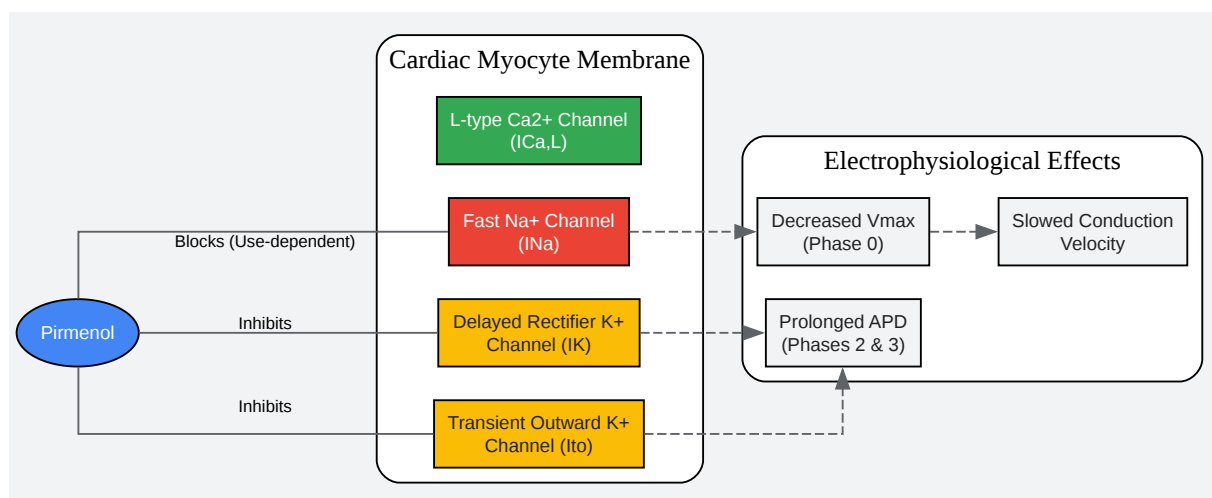 Cardiac Myocyte Membrane
L-type Ca2+ Channel
(ICa,L)
Electrophysiological Effects
Fast Na+ Channel
(INa)
Decreased Vmax
(Phase 0)
Slowed Conduction
Velocity
Blocks (Use-dependent)
Pirmenol
Inhibits
Delayed Rectifier K+
Channel (IK)
Prolonged APD
(Phases 2 & 3)
Inhibits
Transient Outward K+
Channel (Ito)